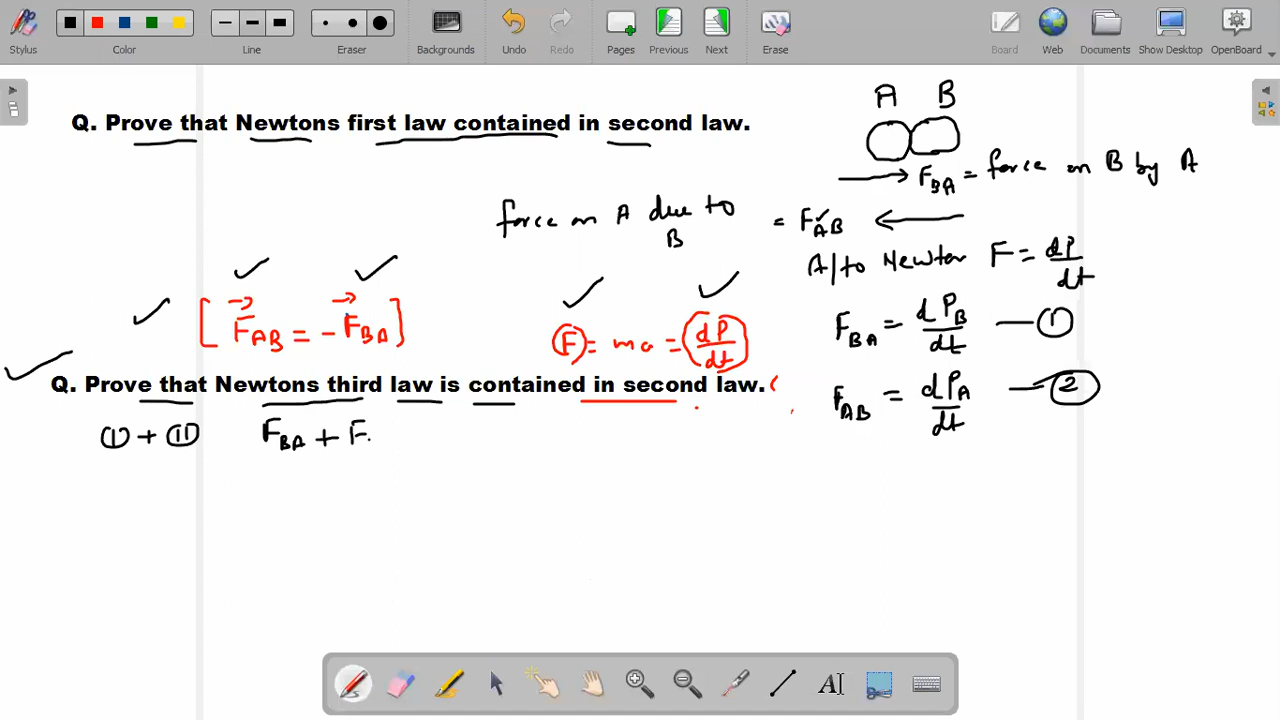 Stylus Color Line Eraser Backgrounds Undo Redo Pages Previous Next Erase Board Web Documents Show Desktop OpenBoard
A B
Q. Prove that Newtons first law contained in second law.
F_BA = force on B by A
force on A due to B = F_AB
A/to Newton F = dP/dt
[F⃗_AB = -F⃗_BA]
F = ma = dP/dt
F_BA = dP_B/dt — ①
Q. Prove that Newtons third law is contained in second law. (
F_AB = dP_A/dt — ②
Ⓘ + Ⓘⓘ F_BA + F